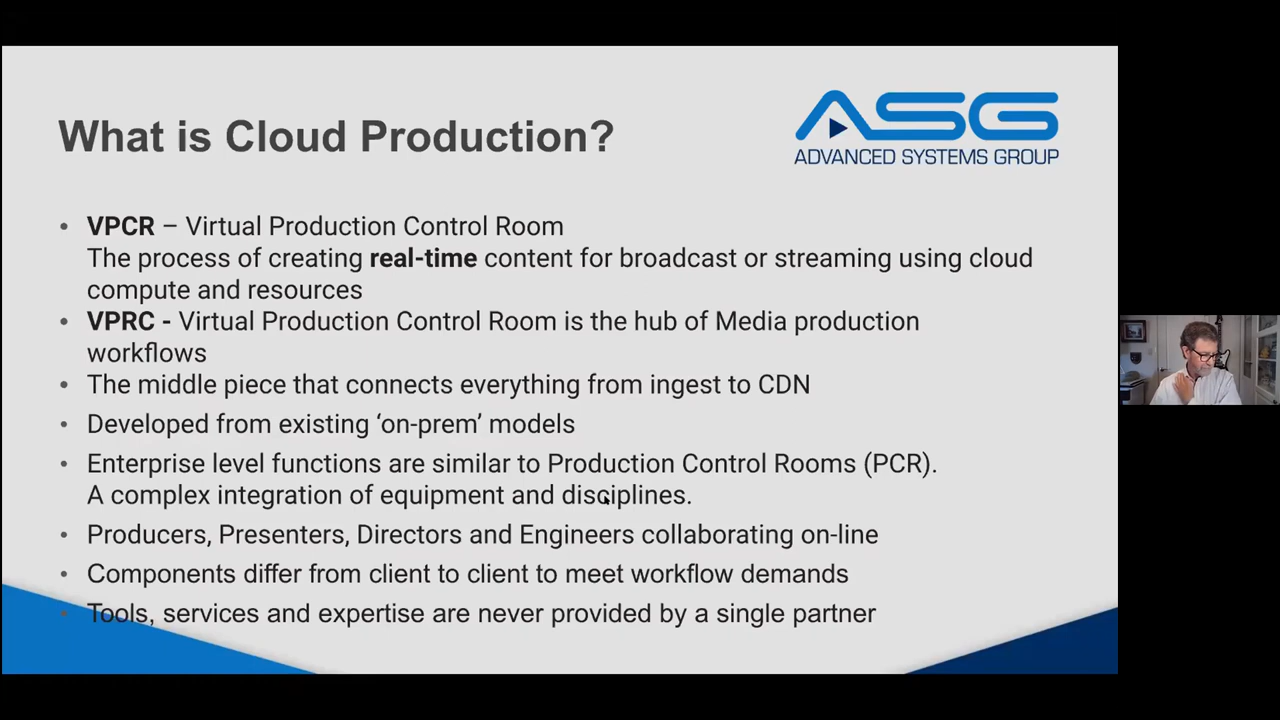 What is Cloud Production?
ASG
ADVANCED SYSTEMS GROUP
• VPCR – Virtual Production Control Room
The process of creating real-time content for broadcast or streaming using cloud
compute and resources
• VPRC - Virtual Production Control Room is the hub of Media production
workflows
• The middle piece that connects everything from ingest to CDN
• Developed from existing ‘on-prem’ models
• Enterprise level functions are similar to Production Control Rooms (PCR).
A complex integration of equipment and disciplines.
• Producers, Presenters, Directors and Engineers collaborating on-line
• Components differ from client to client to meet workflow demands
• Tools, services and expertise are never provided by a single partner